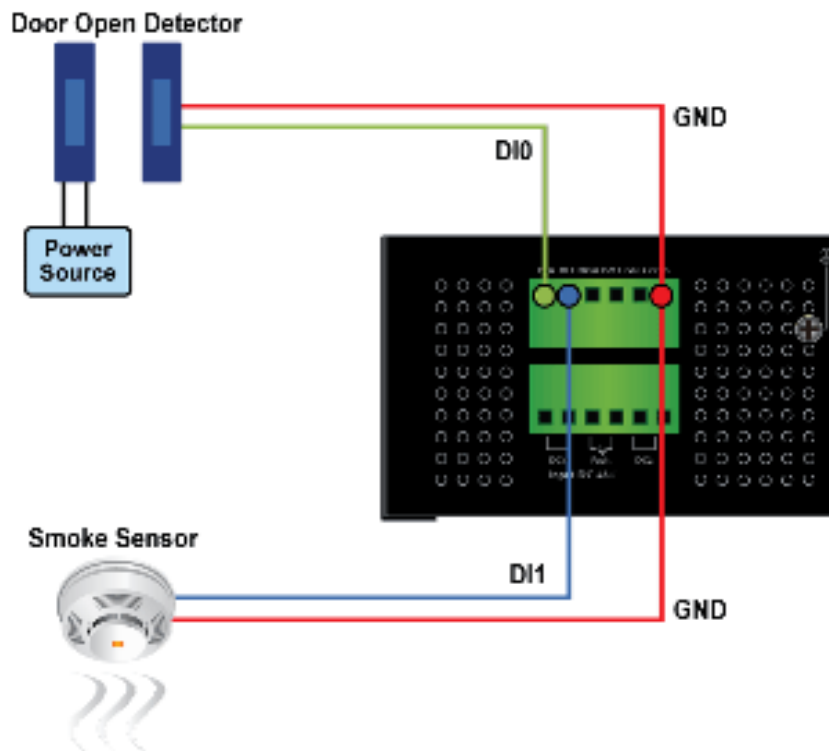 Door Open Detector
GND
DI0
Power
Source
Smoke Sensor
DI1
GND